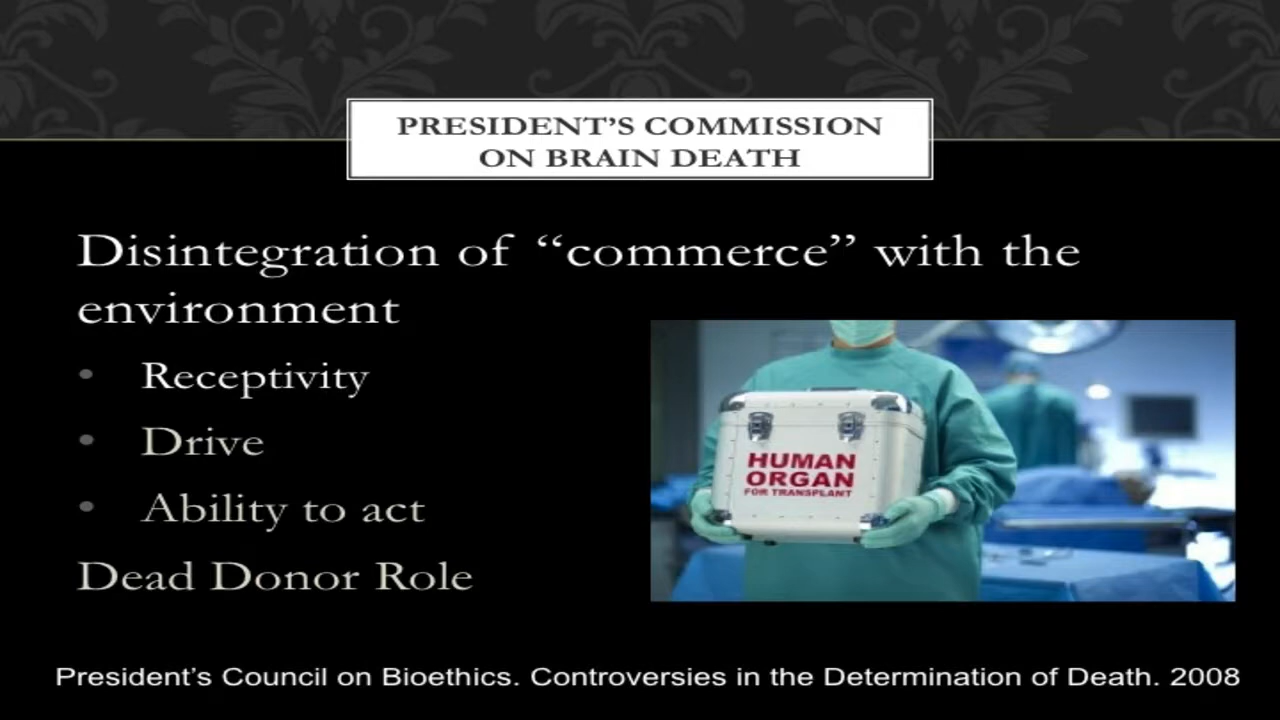 PRESIDENT’S COMMISSION
ON BRAIN DEATH
Disintegration of “commerce” with the
environment
• Receptivity
• Drive
• Ability to act
Dead Donor Role
HUMAN
ORGAN
FOR TRANSPLANT
President’s Council on Bioethics. Controversies in the Determination of Death. 2008